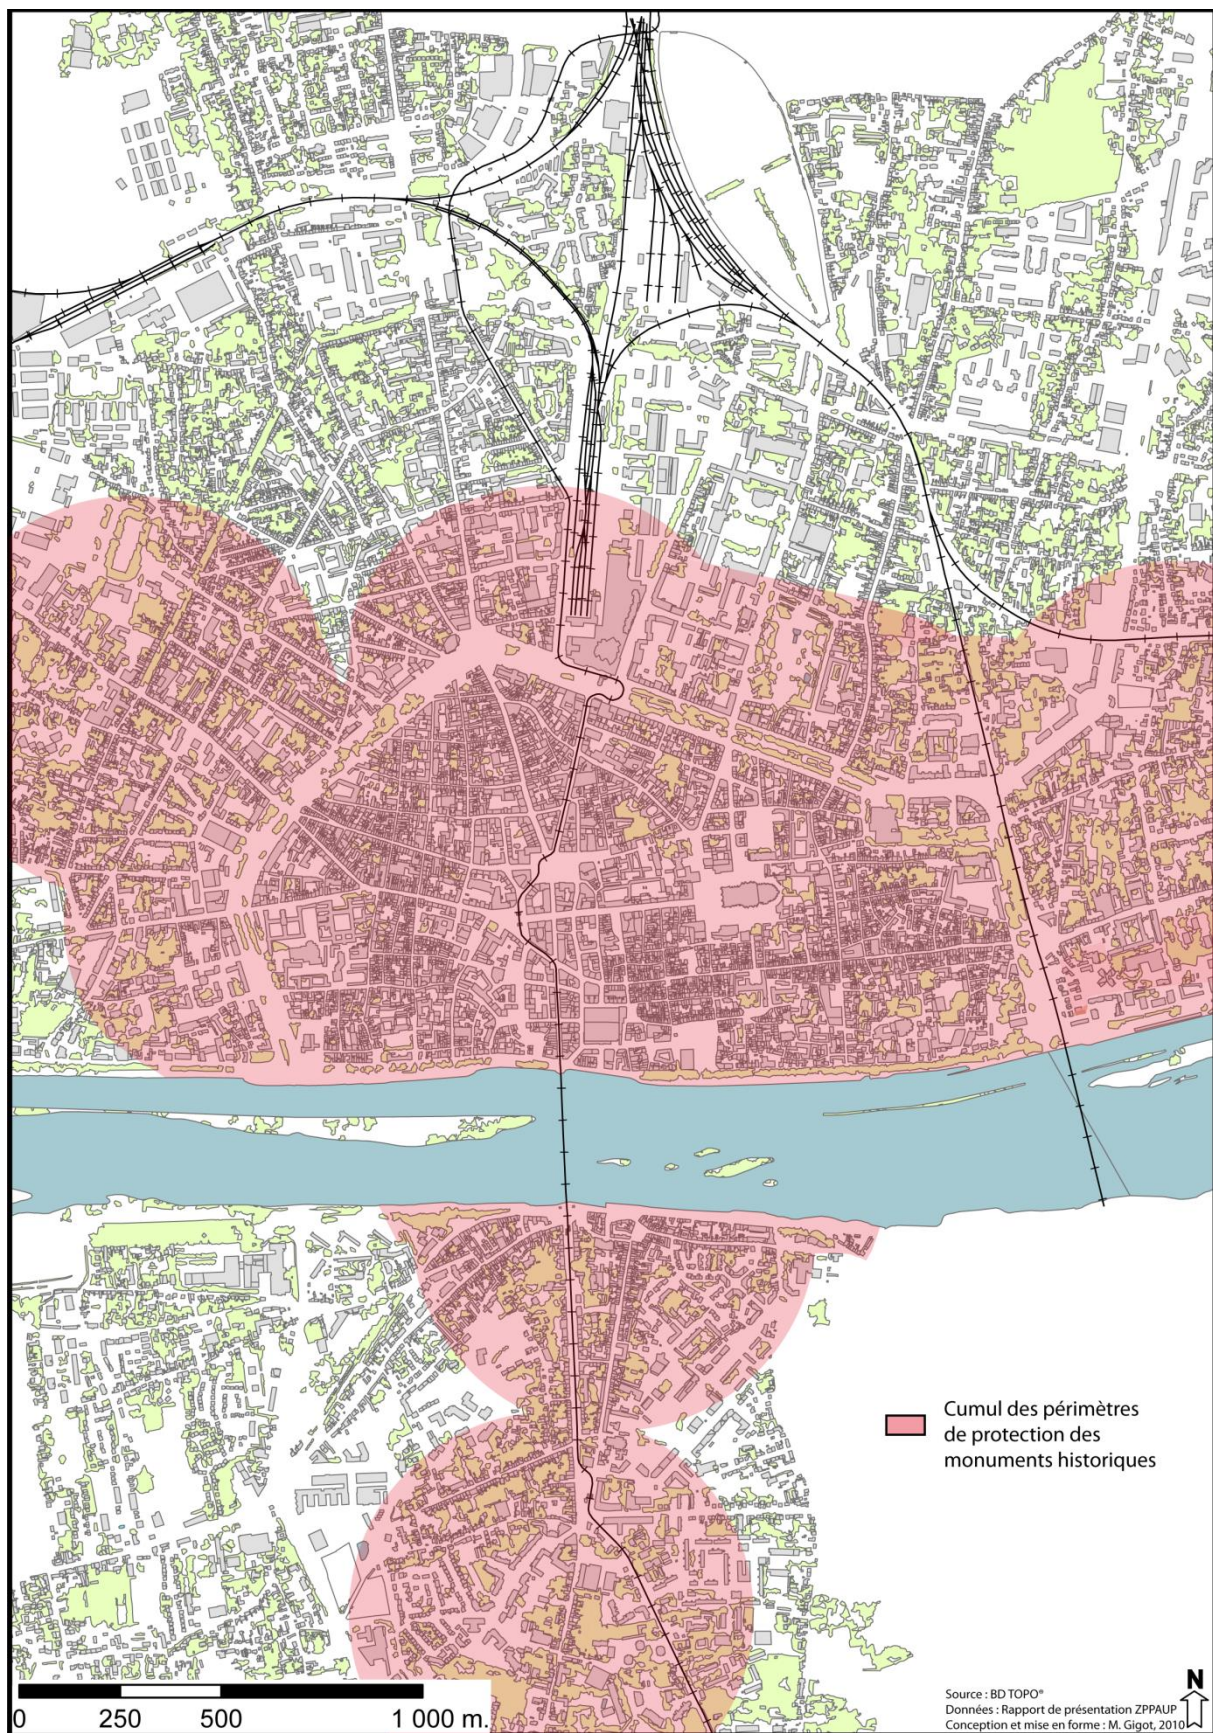 Cumul des périmètres
de protection des
monuments historiques
N
0 250 500 1 000 m.
Source : BD TOPO®
Données : Rapport de présentation ZPPAUP
Conception et mise en forme : M. Gigot, 2010